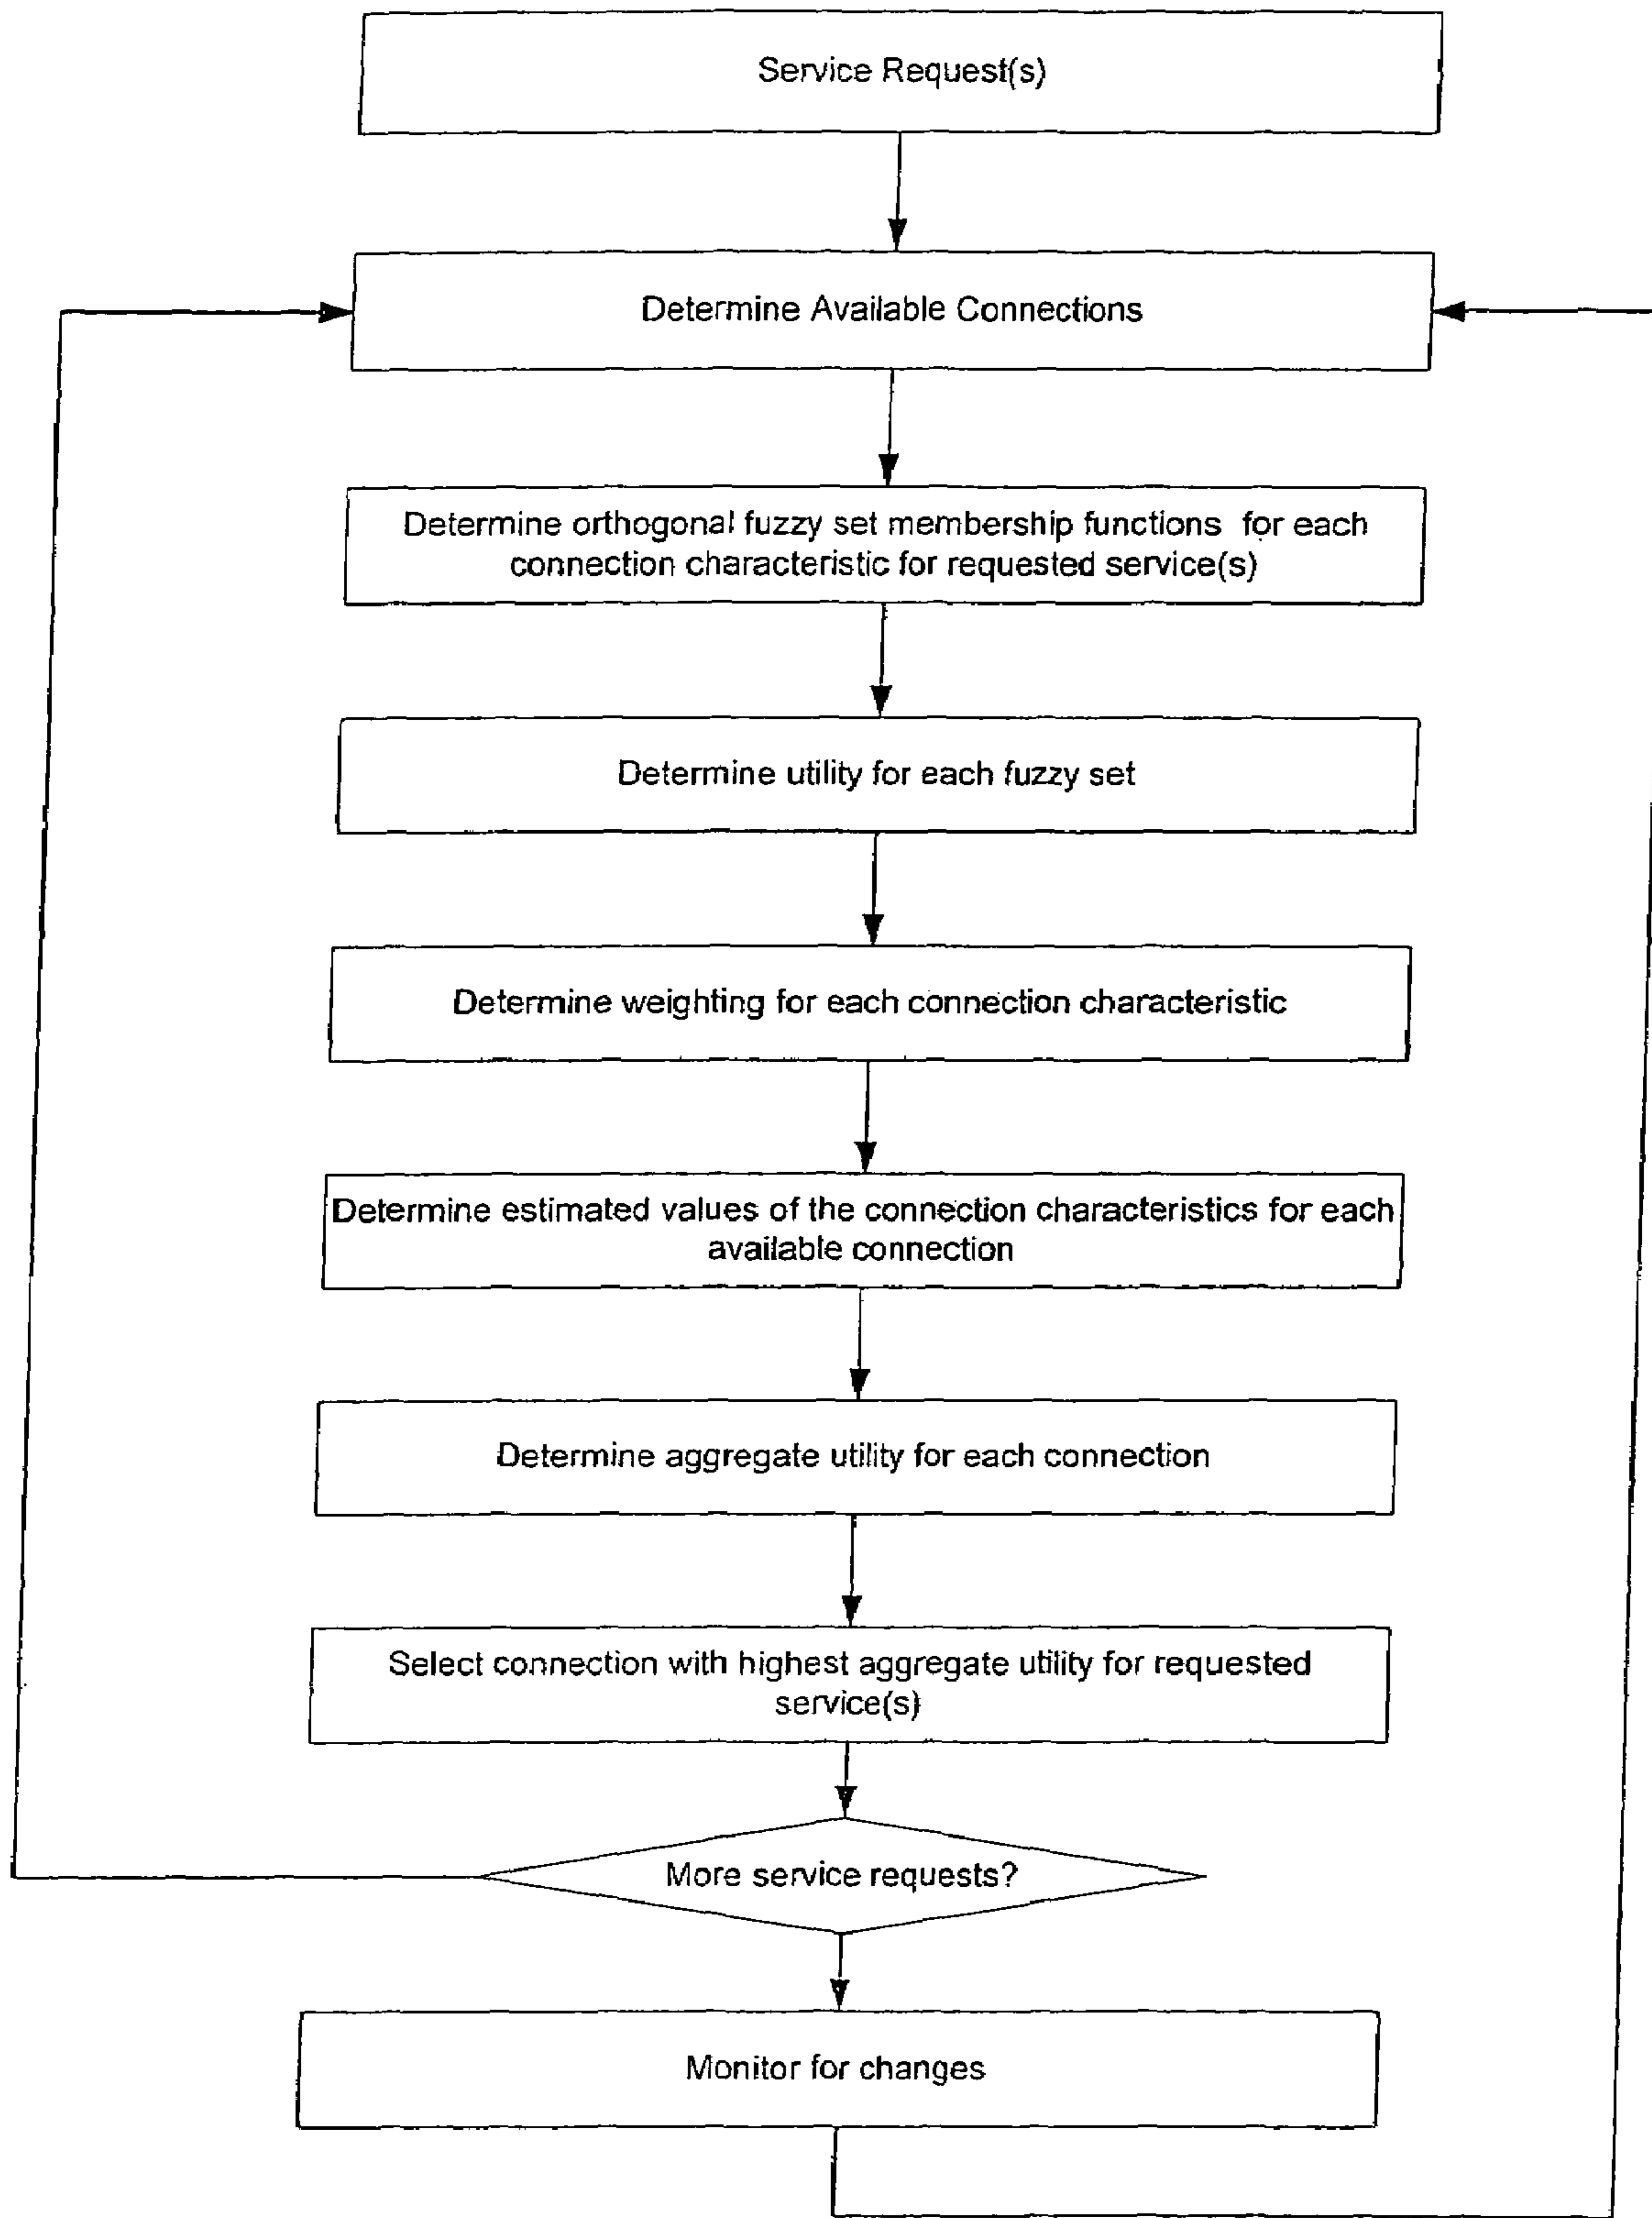 Service Request(s)
Determine Available Connections
Determine orthogonal fuzzy set membership functions for each
connection characteristic for requested service(s)
Determine utility for each fuzzy set
Determine weighting for each connection characteristic
Determine estimated values of the connection characteristics for each
available connection
Determine aggregate utility for each connection
Select connection with highest aggregate utility for requested
service(s)
More service requests?
Monitor for changes